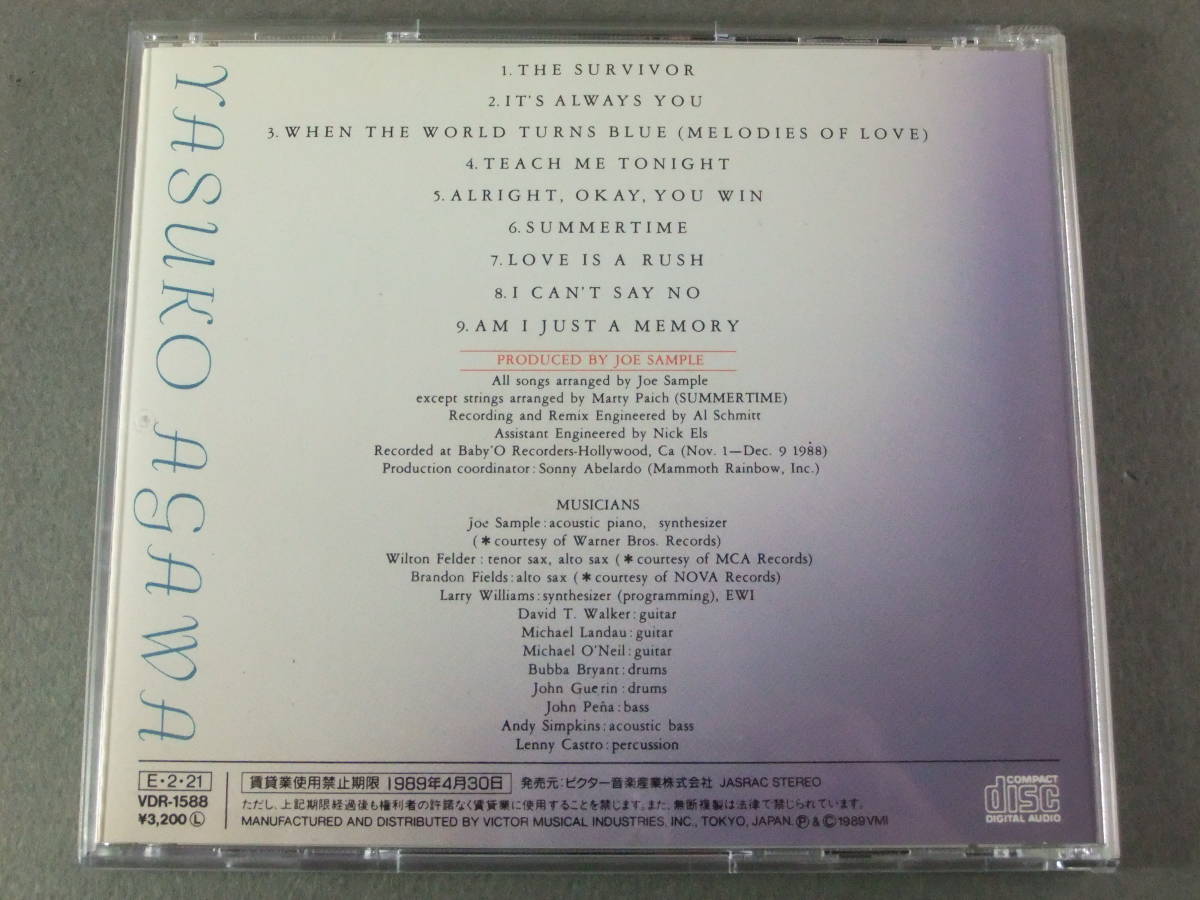 YASUKO AGAWA
1. THE SURVIVOR
2. IT'S ALWAYS YOU
3. WHEN THE WORLD TURNS BLUE (MELODIES OF LOVE)
4. TEACH ME TONIGHT
5. ALRIGHT, OKAY, YOU WIN
6. SUMMERTIME
7. LOVE IS A RUSH
8. I CAN'T SAY NO
9. AM I JUST A MEMORY
PRODUCED BY JOE SAMPLE
All songs arranged by Joe Sample
except strings arranged by Marty Paich (SUMMERTIME)
Recording and Remix Engineered by Al Schmitt
Assistant Engineered by Nick Els
Recorded at Baby'O Recorders-Hollywood, Ca (Nov. 1—Dec. 9 1988)
Production coordinator: Sonny Abelardo (Mammoth Rainbow, Inc.)
MUSICIANS
Joe Sample: acoustic piano, synthesizer
(＊courtesy of Warner Bros. Records)
Wilton Felder: tenor sax, alto sax (＊courtesy of MCA Records)
Brandon Fields: alto sax (＊courtesy of NOVA Records)
Larry Williams: synthesizer (programming), EWI
David T. Walker: guitar
Michael Landau: guitar
Michael O'Neil: guitar
Bubba Bryant: drums
John Guerin: drums
John Peña: bass
Andy Simpkins: acoustic bass
Lenny Castro: percussion
E・2・21
VDR-1588
¥3,200 Ⓛ
賃貸業使用禁止期限 1989年4月30日 発売元：ビクター音楽産業株式会社 JASRAC STEREO
ただし、上記期限経過後も権利者の許諾なく賃貸業に使用することを禁じます。また、無断複製は法律で禁じられています。
MANUFACTURED AND DISTRIBUTED BY VICTOR MUSICAL INDUSTRIES, INC., TOKYO, JAPAN. Ⓟ & Ⓒ 1989 VMI
COMPACT
disc
DIGITAL AUDIO